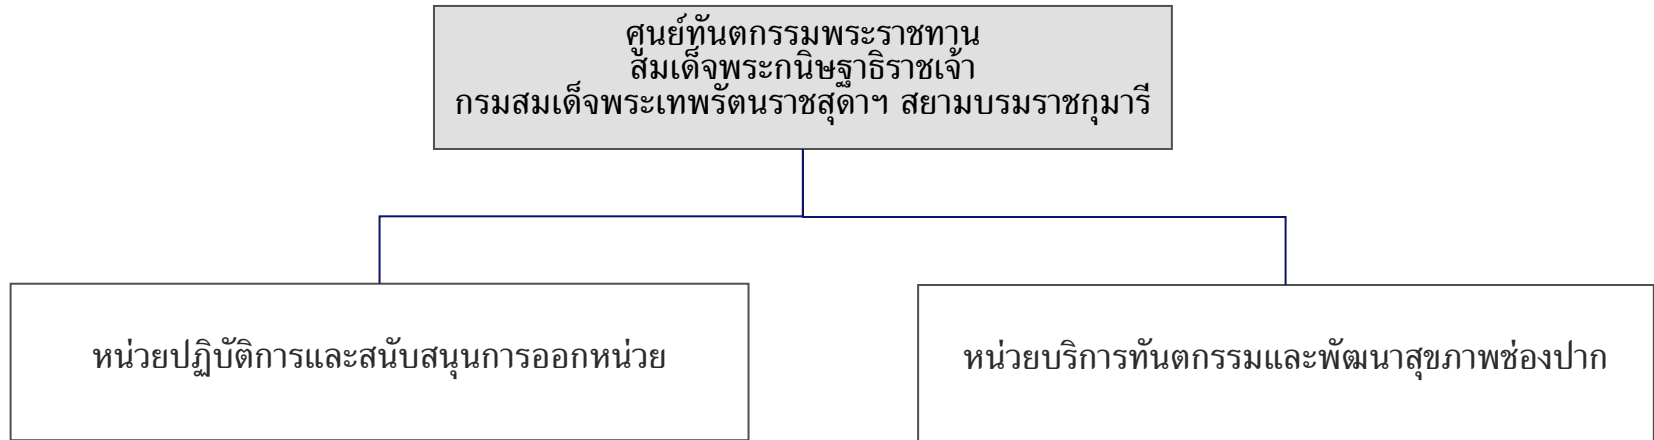 ศูนย์ทันตกรรมพระราชทาน
สมเด็จพระกนิษฐาธิราชเจ้า
กรมสมเด็จพระเทพรัตนราชสุดาฯ สยามบรมราชกุมารี
หน่วยปฏิบัติการและสนับสนุนการออกหน่วย
หน่วยบริการทันตกรรมและพัฒนาสุขภาพช่องปาก